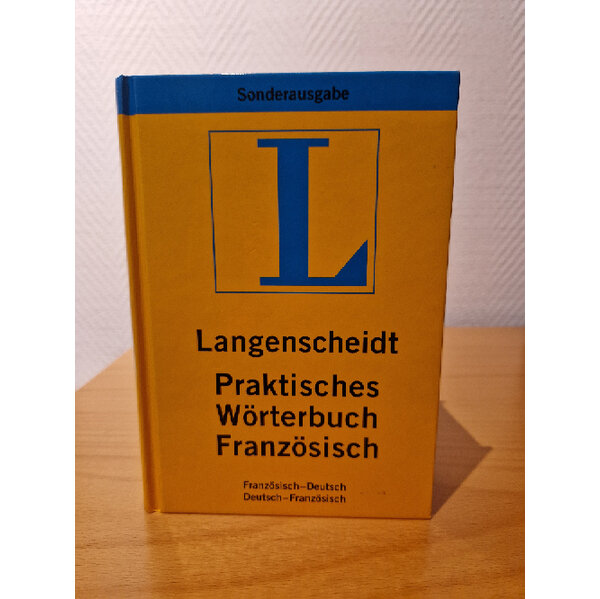 Sonderausgabe
L
Langenscheidt
Praktisches
Wörterbuch
Französisch
Französisch–Deutsch
Deutsch–Französisch